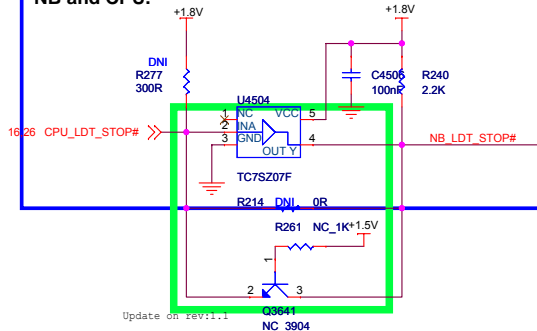 NB and CPU.
+1.8V
+1.8V
DNI
R277
300R
U4504
C4506
100nF
R240
2.2K
1 NC VCC 5
2 INA
3 GND 4
OUT Y
16,26 CPU_LDT_STOP#
NB_LDT_STOP#
TC7SZ07F
R214 DNI 0R
R261 NC_1K +1.5V
1
2 3
Q3641
NC_3904
Update on rev:1.1